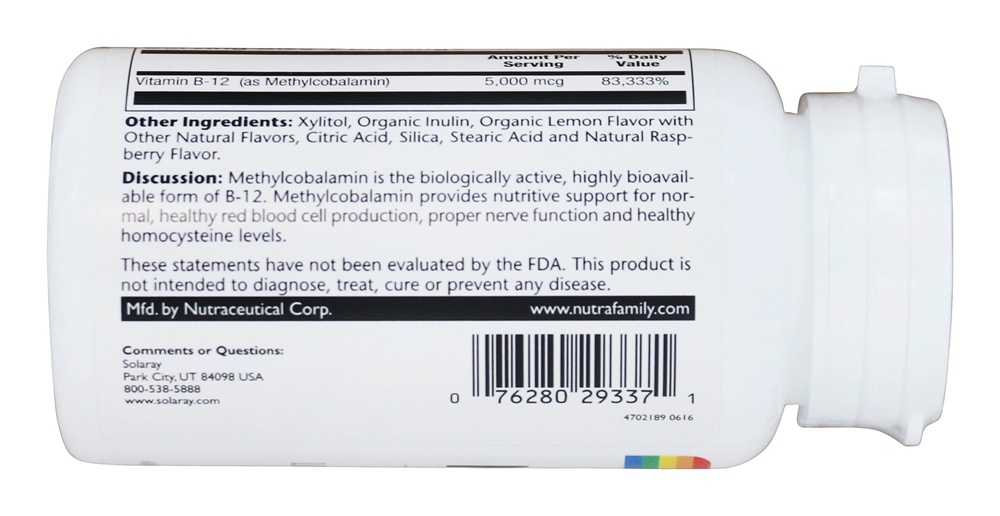 Amount Per % Daily
Serving Value
Vitamin B-12 (as Methylcobalamin) 5,000 mcg 83,333%
Other Ingredients: Xylitol, Organic Inulin, Organic Lemon Flavor with
Other Natural Flavors, Citric Acid, Silica, Stearic Acid and Natural Rasp-
berry Flavor.
Discussion: Methylcobalamin is the biologically active, highly bioavail-
able form of B-12. Methylcobalamin provides nutritive support for nor-
mal, healthy red blood cell production, proper nerve function and healthy
homocysteine levels.
These statements have not been evaluated by the FDA. This product is
not intended to diagnose, treat, cure or prevent any disease.
Mfd. by Nutraceutical Corp. www.nutrafamily.com
Comments or Questions:
Solaray
Park City, UT 84098 USA
800-538-5888
www.solaray.com
0 76280 29337 1
4702189 0616